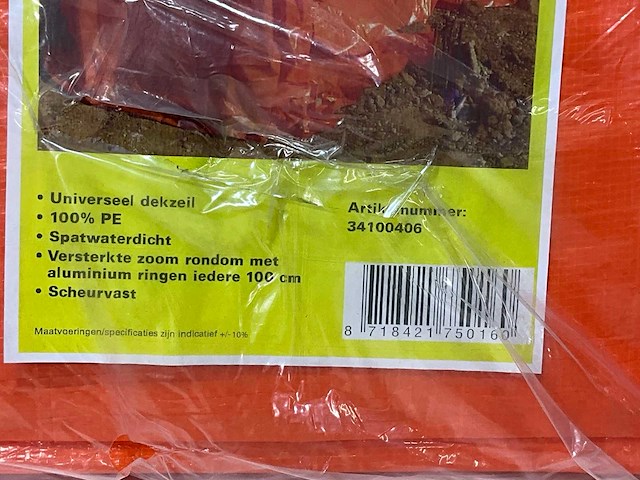 • Universeel dekzeil
• 100% PE
• Spatwaterdicht
• Versterkte zoom rondom met
aluminium ringen iedere 100 cm
• Scheurvast
Maatvoeringen/specificaties zijn indicatief +/-10%
Artikelnummer:
34100406
8 718421 750160